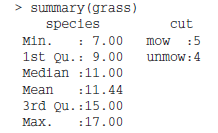 > summary(grass)
species cut
Min. : 7.00 mow :5
1st Qu.: 9.00 unmow:4
Median :11.00
Mean :11.44
3rd Qu.:15.00
Max. :17.00